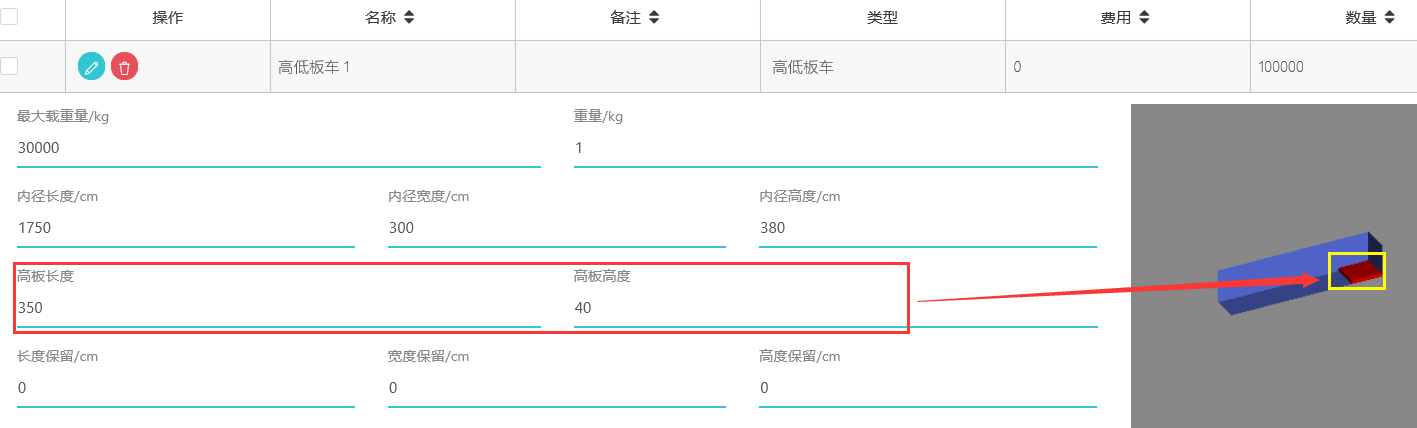 操作 名称 备注 类型 费用 数量
高低板车 1 高低板车 0 100000
最大载重量/kg 重量/kg
30000 1
内径长度/cm 内径宽度/cm 内径高度/cm
1750 300 380
高板长度 高板高度
350 40
长度保留/cm 宽度保留/cm 高度保留/cm
0 0 0